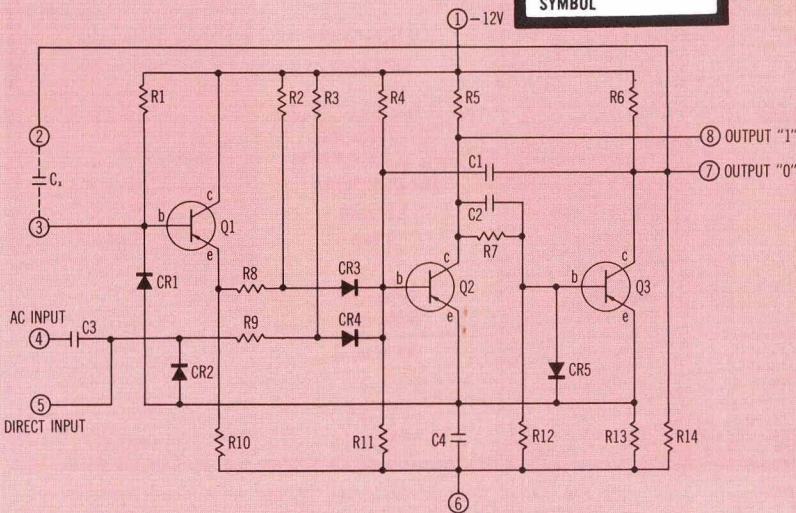 SYMBOL
1 -12V
R1
R2
R3
R4
R5
R6
8 OUTPUT "1"
2
C1
7 OUTPUT "0"
Cx
C2
3
b
c
Q1
e
R7
CR1
R8
CR3
b
c
Q2
e
b
c
Q3
e
AC INPUT
4
C3
R9
CR4
CR2
CR5
5
DIRECT INPUT
R10
R11
C4
R12
R13
R14
6